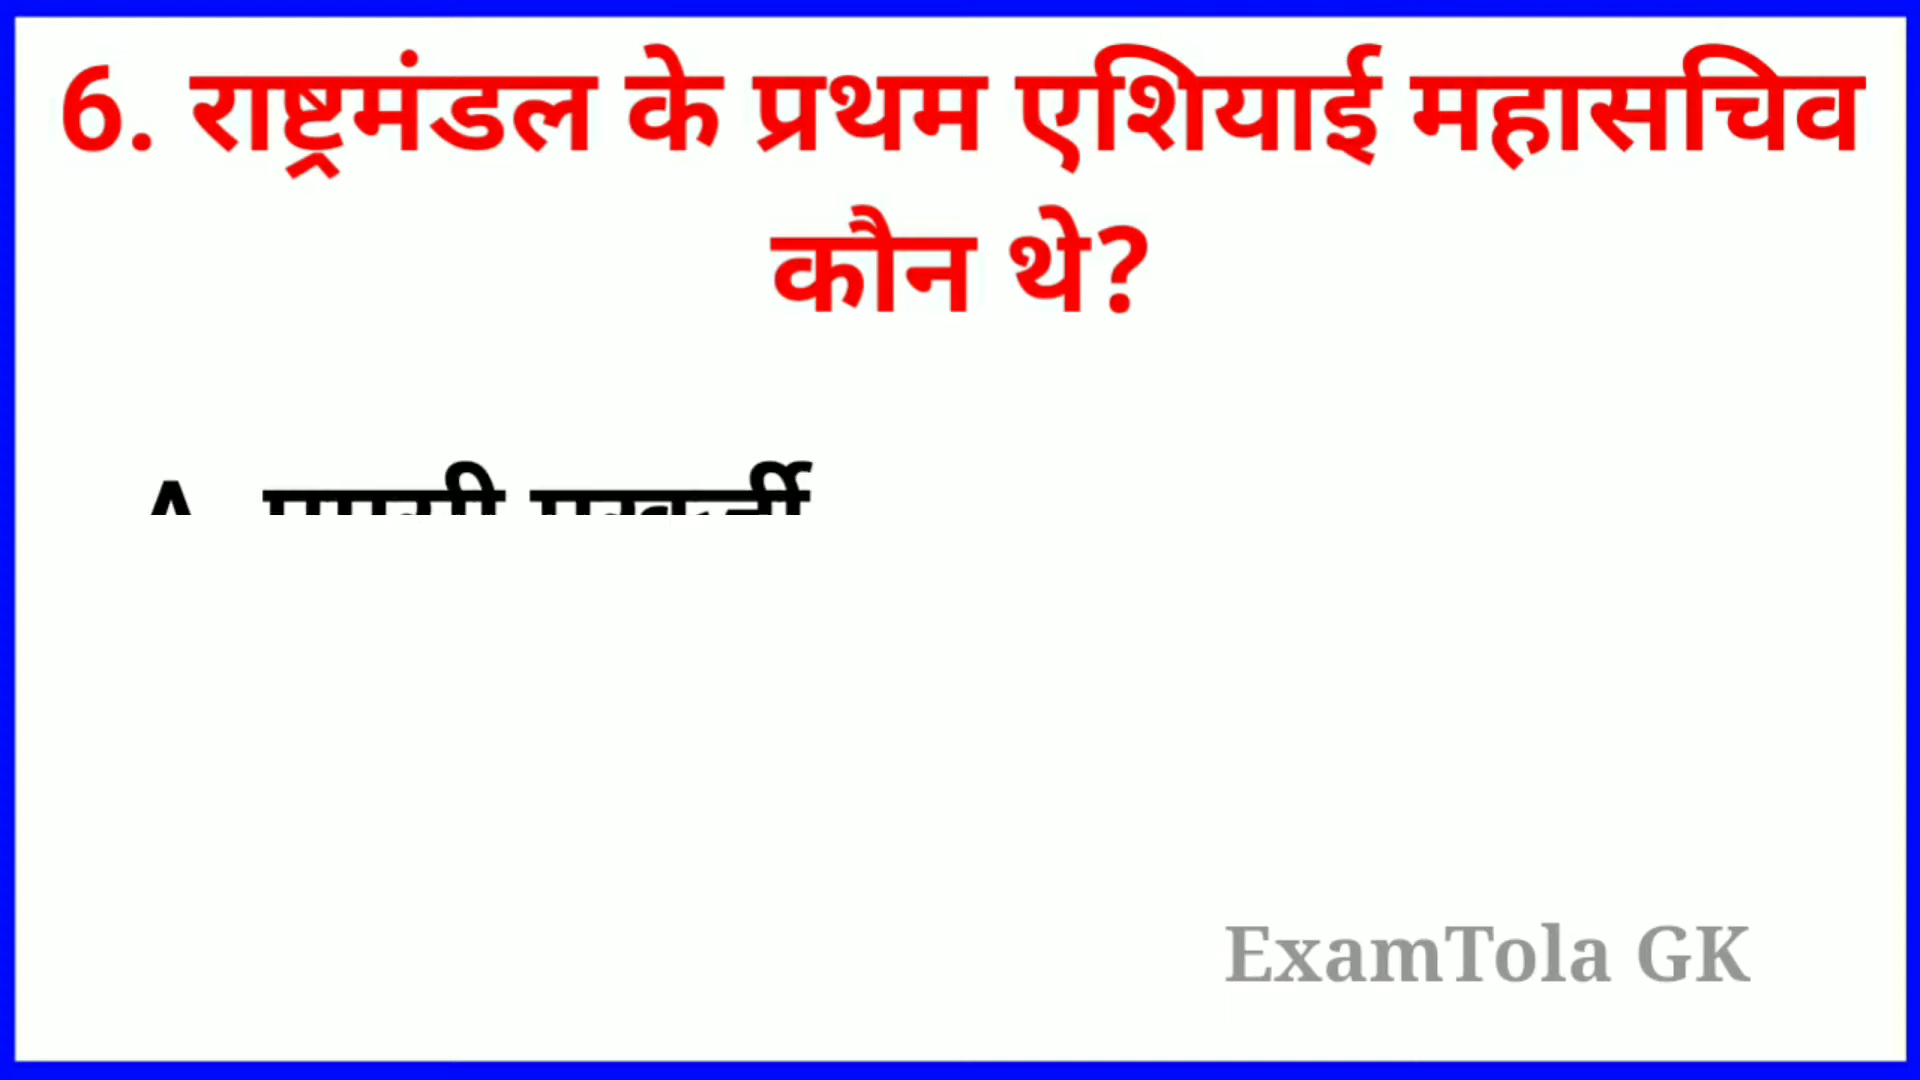 6. राष्ट्रमंडल के प्रथम एशियाई महासचिव
कौन थे?
ExamTola GK